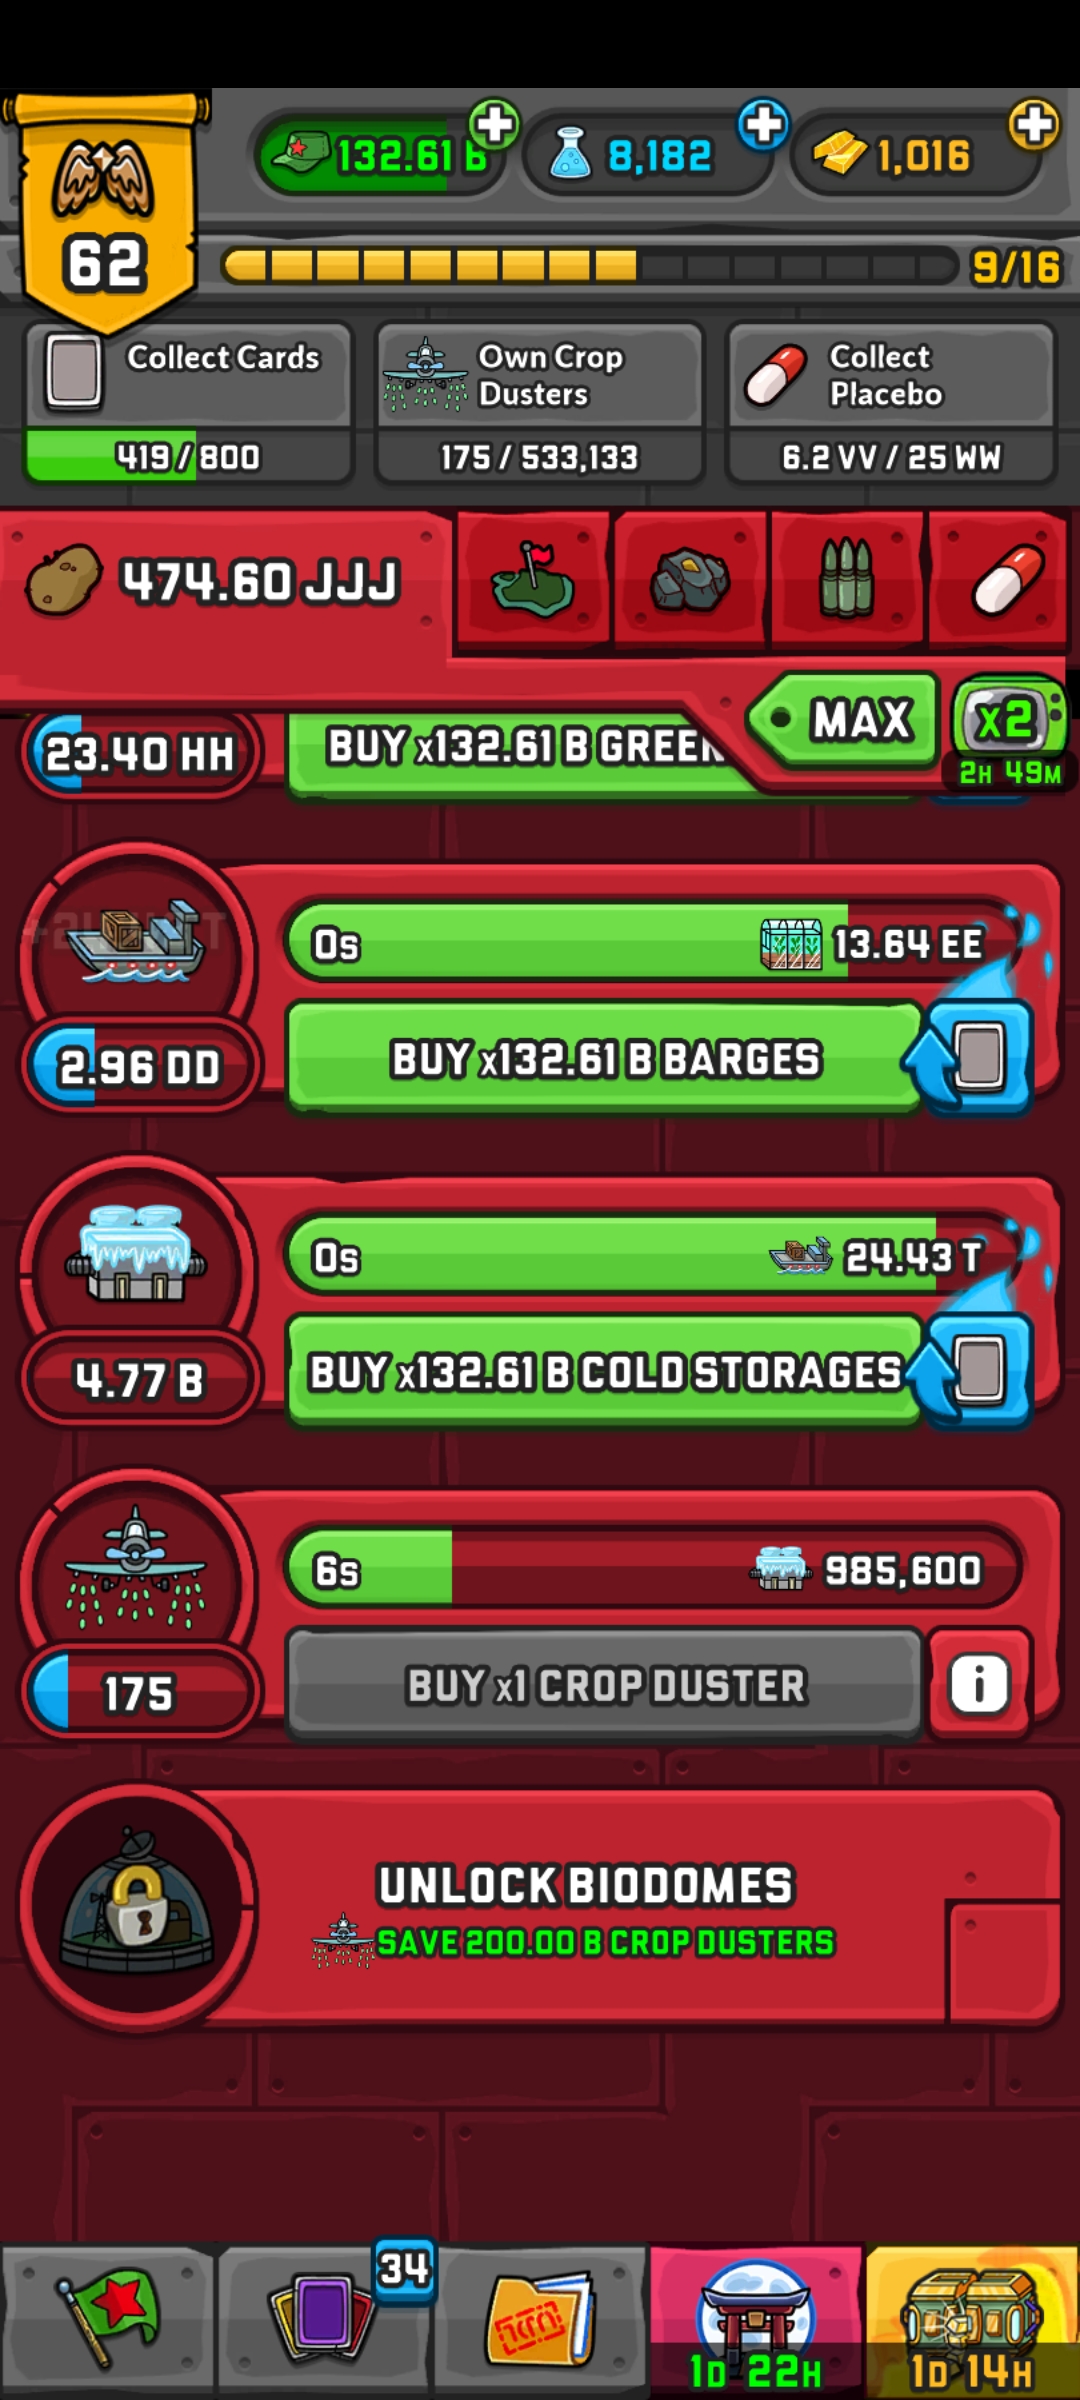 132.61 B
8,182
1,016
62
9/16
Collect Cards
419 / 800
Own Crop
Dusters
175 / 533,133
Collect
Placebo
6.2 VV / 25 WW
474.60 JJJ
MAX
x2
2H 49M
23.40 HH
BUY x132.61 B GREEN
0s
13.64 EE
2.96 DD
BUY x132.61 B BARGES
0s
24.43 T
4.77 B
BUY x132.61 B COLD STORAGES
6s
985,600
175
BUY x1 CROP DUSTER
i
UNLOCK BIODOMES
SAVE 200.00 B CROP DUSTERS
34
1D 22H
1D 14H